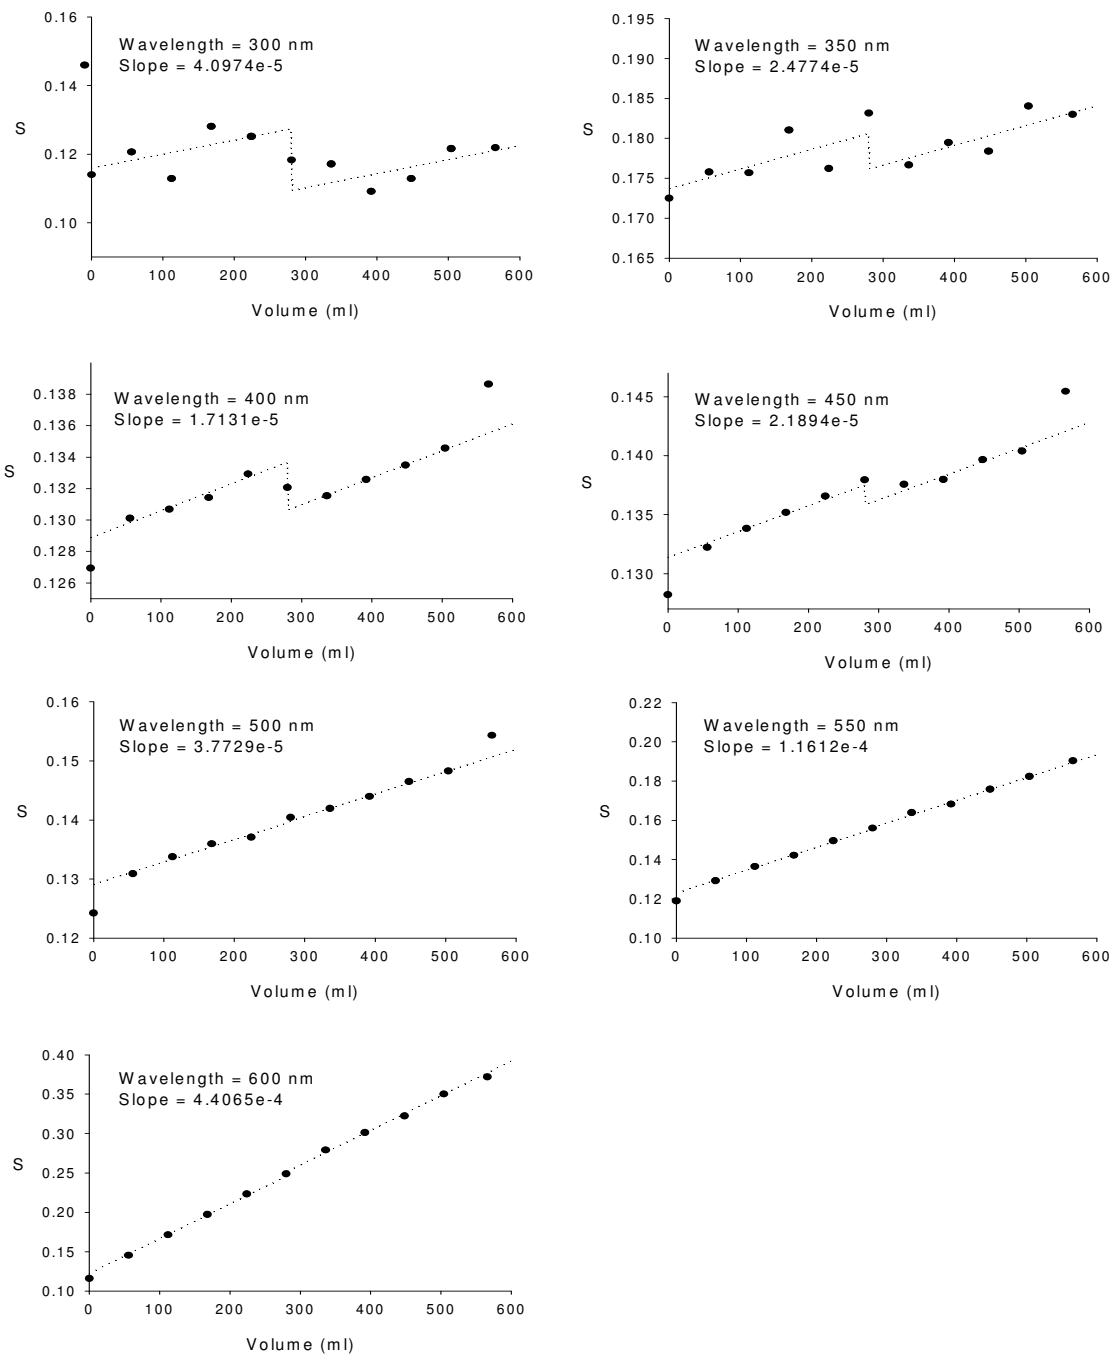 Wavelength = 300 nm
Slope = 4.0974e-5
0.16
0.14
0.12
0.10
S
0 100 200 300 400 500 600
Volume (ml)
Wavelength = 350 nm
Slope = 2.4774e-5
0.195
0.190
0.185
0.180
0.175
0.170
0.165
S
0 100 200 300 400 500 600
Volume (ml)
Wavelength = 400 nm
Slope = 1.7131e-5
0.138
0.136
0.134
0.132
0.130
0.128
0.126
S
0 100 200 300 400 500 600
Volume (ml)
Wavelength = 450 nm
Slope = 2.1894e-5
0.145
0.140
0.135
0.130
S
0 100 200 300 400 500 600
Volume (ml)
Wavelength = 500 nm
Slope = 3.7729e-5
0.16
0.15
0.14
0.13
0.12
S
0 100 200 300 400 500 600
Volume (ml)
Wavelength = 550 nm
Slope = 1.1612e-4
0.22
0.20
0.18
0.16
0.14
0.12
0.10
S
0 100 200 300 400 500 600
Volume (ml)
Wavelength = 600 nm
Slope = 4.4065e-4
0.40
0.35
0.30
0.25
0.20
0.15
0.10
S
0 100 200 300 400 500 600
Volume (ml)